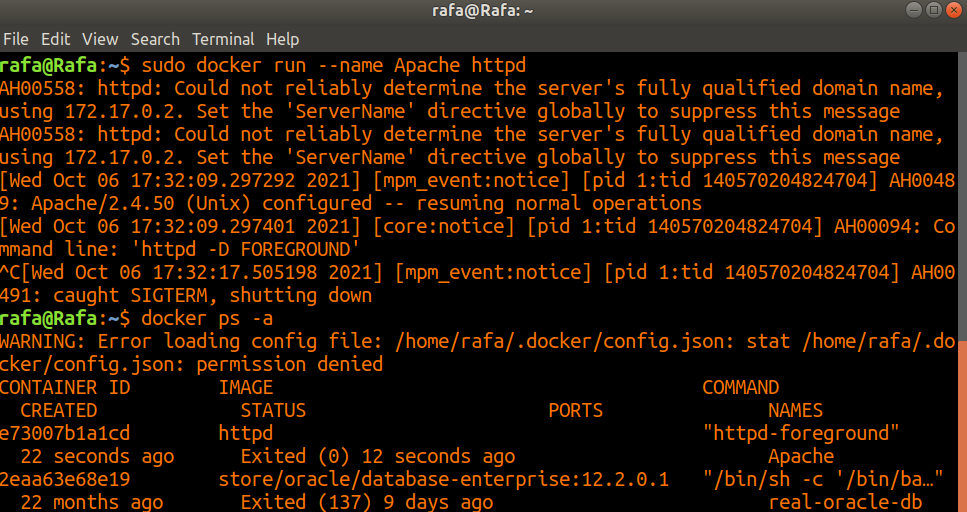 rafa@Rafa: ~
File Edit View Search Terminal Help
rafa@Rafa:~$ sudo docker run --name Apache httpd
AH00558: httpd: Could not reliably determine the server's fully qualified domain name,
using 172.17.0.2. Set the 'ServerName' directive globally to suppress this message
AH00558: httpd: Could not reliably determine the server's fully qualified domain name,
using 172.17.0.2. Set the 'ServerName' directive globally to suppress this message
[Wed Oct 06 17:32:09.297292 2021] [mpm_event:notice] [pid 1:tid 140570204824704] AH0048
9: Apache/2.4.50 (Unix) configured -- resuming normal operations
[Wed Oct 06 17:32:09.297401 2021] [core:notice] [pid 1:tid 140570204824704] AH00094: Co
mmand line: 'httpd -D FOREGROUND'
^C[Wed Oct 06 17:32:17.505198 2021] [mpm_event:notice] [pid 1:tid 140570204824704] AH00
491: caught SIGTERM, shutting down
rafa@Rafa:~$ docker ps -a
WARNING: Error loading config file: /home/rafa/.docker/config.json: stat /home/rafa/.do
cker/config.json: permission denied
CONTAINER ID IMAGE COMMAND
CREATED STATUS PORTS NAMES
e73007b1a1cd httpd "httpd-foreground"
22 seconds ago Exited (0) 12 seconds ago Apache
2eaa63e68e19 store/oracle/database-enterprise:12.2.0.1 "/bin/sh -c '/bin/ba…"
22 months ago Exited (137) 9 days ago real-oracle-db